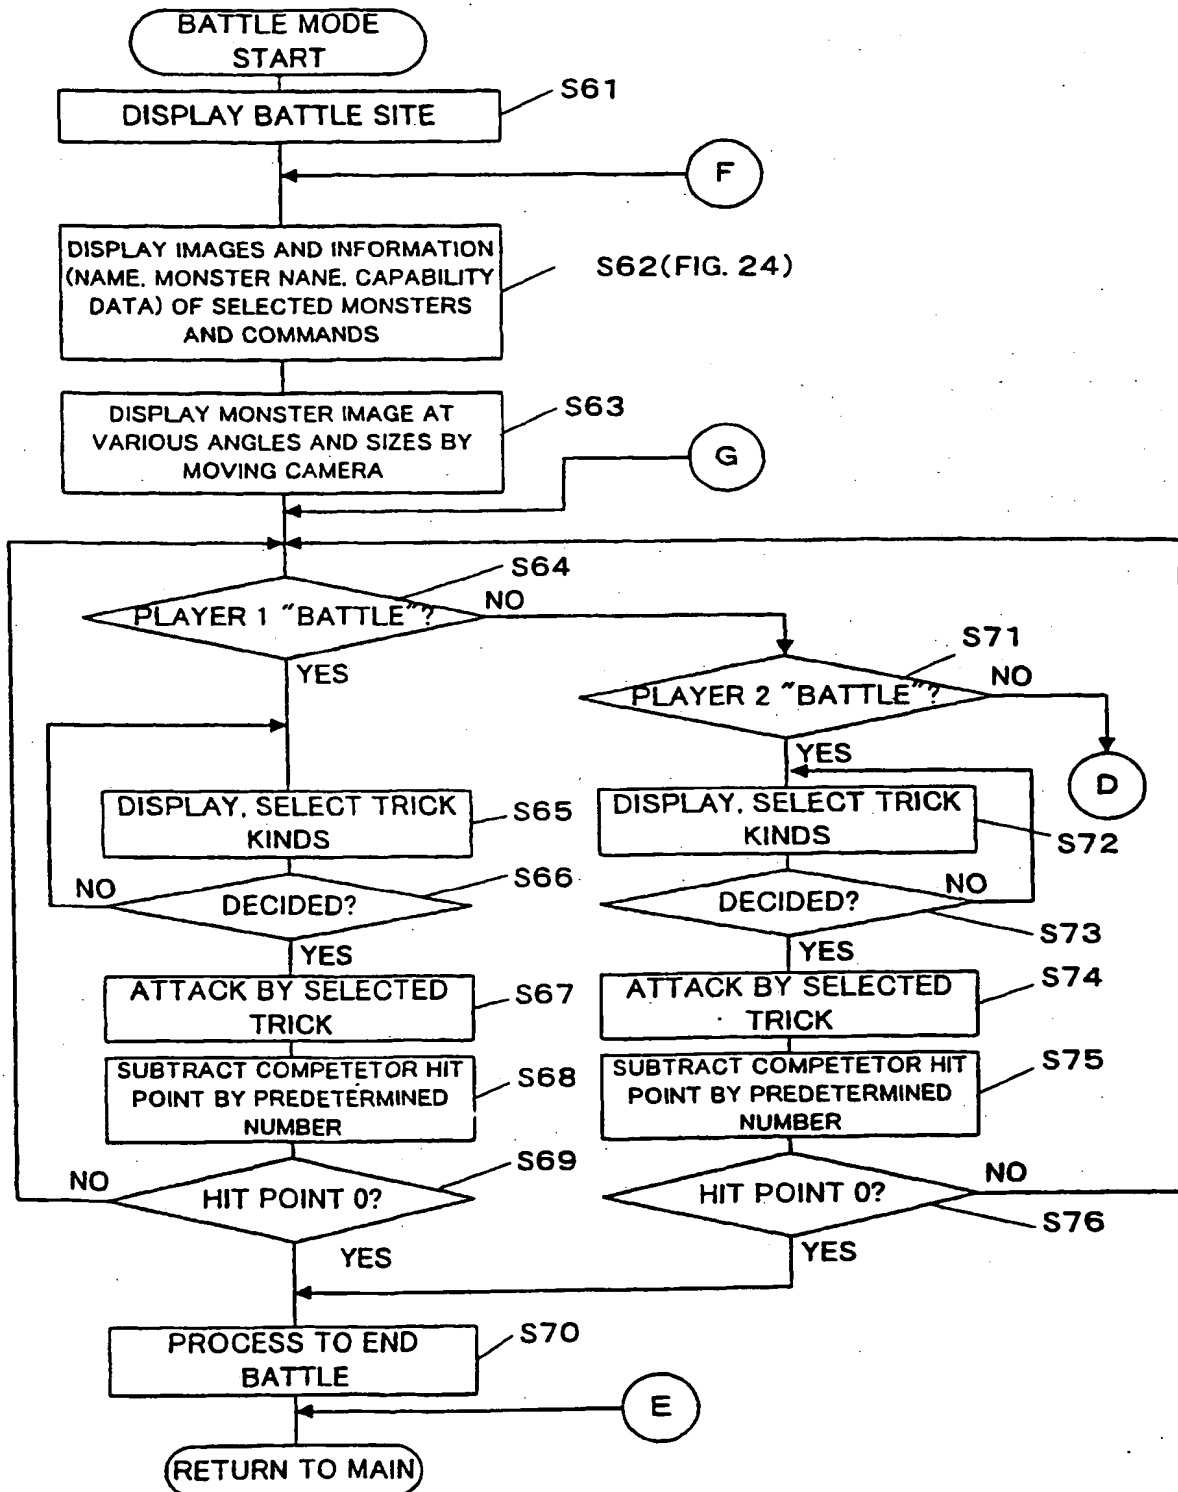 BATTLE MODE
START
DISPLAY BATTLE SITE
S61
F
DISPLAY IMAGES AND INFORMATION
(NAME, MONSTER NANE, CAPABILITY
DATA) OF SELECTED MONSTERS
AND COMMANDS
S62(FIG. 24)
DISPLAY MONSTER IMAGE AT
VARIOUS ANGLES AND SIZES BY
MOVING CAMERA
S63
G
S64
PLAYER 1 "BATTLE"?
NO
YES
S71
PLAYER 2 "BATTLE"?
NO
YES
D
DISPLAY, SELECT TRICK
KINDS
S65
DISPLAY, SELECT TRICK
KINDS
S72
NO
DECIDED?
S66
YES
DECIDED?
NO
S73
YES
ATTACK BY SELECTED
TRICK
S67
ATTACK BY SELECTED
TRICK
S74
SUBTRACT COMPETETOR HIT
POINT BY PREDETERMINED
NUMBER
S68
SUBTRACT COMPETETOR HIT
POINT BY PREDETERMINED
NUMBER
S75
NO
HIT POINT 0?
S69
YES
HIT POINT 0?
NO
S76
YES
PROCESS TO END
BATTLE
S70
E
RETURN TO MAIN